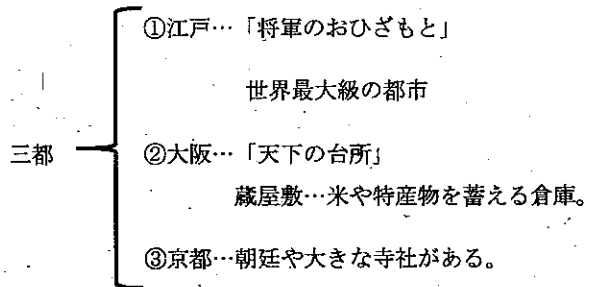 ①江戸…「将軍のおひざもと」
世界最大級の都市
三都
②大阪…「天下の台所」
蔵屋敷…米や特産物を蓄える倉庫。
③京都…朝廷や大きな寺社がある。